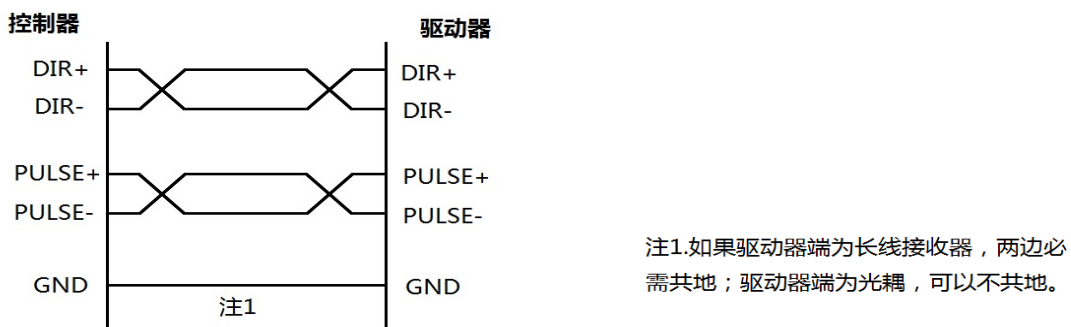 控制器
驱动器
DIR+
DIR+
DIR-
DIR-
PULSE+
PULSE+
PULSE-
PULSE-
注1.如果驱动器端为长线接收器，两边必
需共地；驱动器端为光耦，可以不共地。
GND
GND
注1